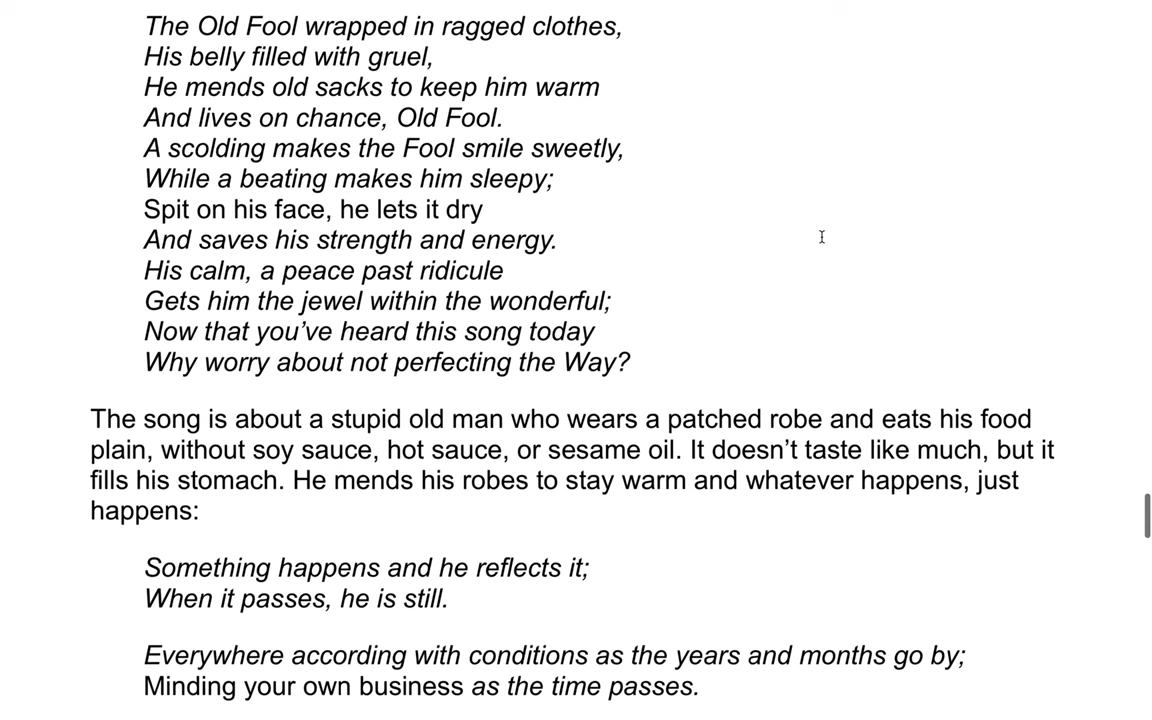 The Old Fool wrapped in ragged clothes,
His belly filled with gruel,
He mends old sacks to keep him warm
And lives on chance, Old Fool.
A scolding makes the Fool smile sweetly,
While a beating makes him sleepy;
Spit on his face, he lets it dry
And saves his strength and energy.
His calm, a peace past ridicule
Gets him the jewel within the wonderful;
Now that you’ve heard this song today
Why worry about not perfecting the Way?
The song is about a stupid old man who wears a patched robe and eats his food
plain, without soy sauce, hot sauce, or sesame oil. It doesn’t taste like much, but it
fills his stomach. He mends his robes to stay warm and whatever happens, just
happens:
Something happens and he reflects it;
When it passes, he is still.
Everywhere according with conditions as the years and months go by;
Minding your own business as the time passes.